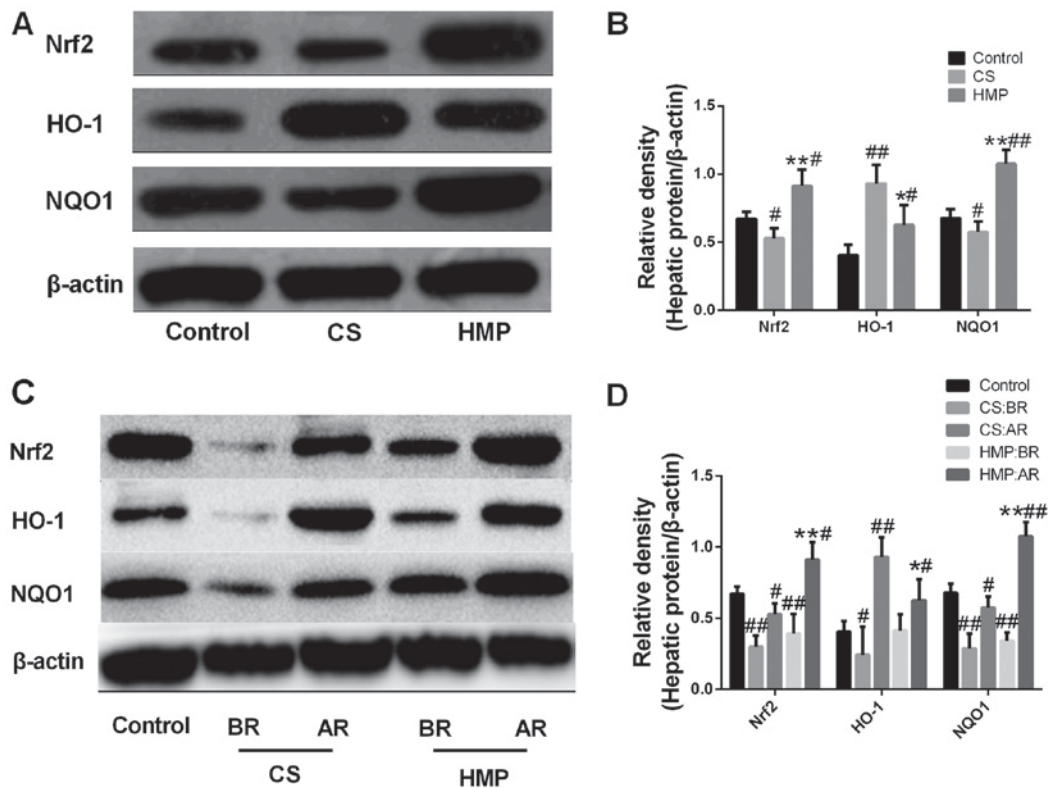 A
Nrf2
HO-1
NQO1
β-actin
Control CS HMP
B
Control
CS
HMP
Relative density
(Hepatic protein/β-actin)
1.5
1.0
0.5
0.0
# **#
## *#
# **##
Nrf2 HO-1 NQO1
C
Nrf2
HO-1
NQO1
β-actin
Control BR AR BR AR
CS HMP
D
Control
CS:BR
CS:AR
HMP:BR
HMP:AR
Relative density
(Hepatic protein/β-actin)
1.5
1.0
0.5
0.0
## # ## **#
# ## *#
## # ## **##
Nrf2 HO-1 NQO1